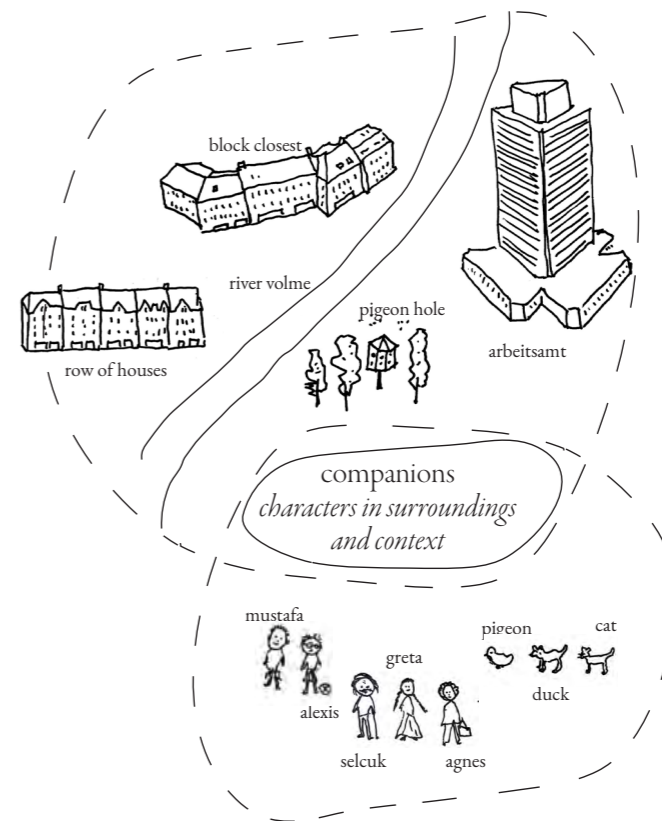 block closest
river volme
pigeon hole
row of houses
arbeitsamt
companions
characters in surroundings
and context
mustafa
pigeon
cat
greta
duck
alexis
selcuk
agnes